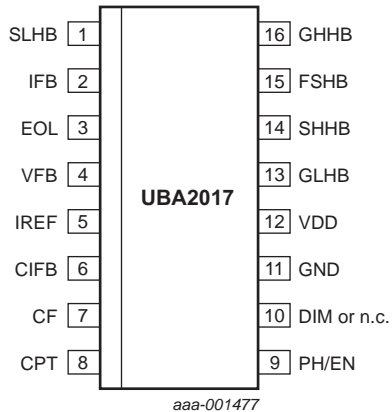 SLHB 1
IFB 2
EOL 3
VFB 4
IREF 5
CIFB 6
CF 7
CPT 8
UBA2017
16 GHHB
15 FSHB
14 SHHB
13 GLHB
12 VDD
11 GND
10 DIM or n.c.
9 PH/EN
aaa-001477